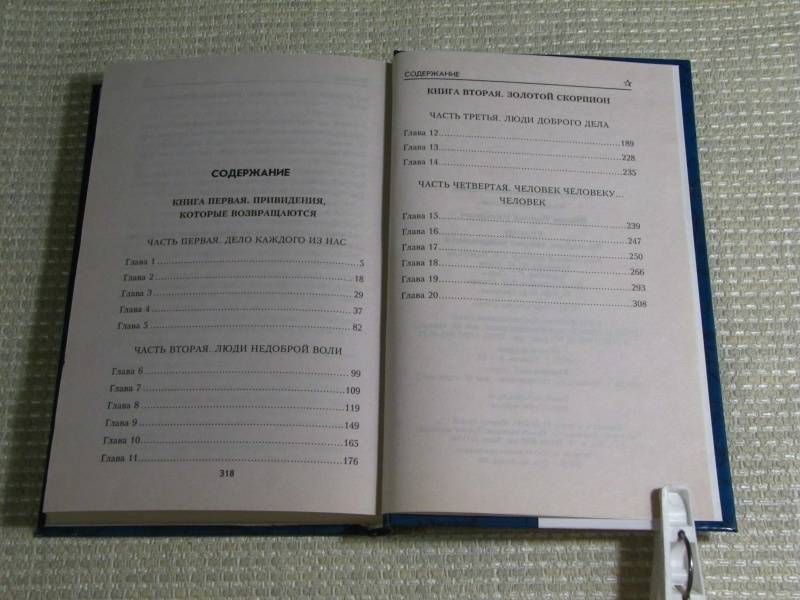 СОДЕРЖАНИЕ
КНИГА ПЕРВАЯ. ПРИВИДЕНИЯ,
КОТОРЫЕ ВОЗВРАЩАЮТСЯ
ЧАСТЬ ПЕРВАЯ. ДЕЛО КАЖДОГО ИЗ НАС
Глава 1 ........ 5
Глава 2 ........ 18
Глава 3 ........ 29
Глава 4 ........ 37
Глава 5 ........ 82
ЧАСТЬ ВТОРАЯ. ЛЮДИ НЕДОБРОЙ ВОЛИ
Глава 6 ........ 99
Глава 7 ........ 109
Глава 8 ........ 119
Глава 9 ........ 149
Глава 10 ........ 165
Глава 11 ........ 176
318
СОДЕРЖАНИЕ
КНИГА ВТОРАЯ. ЗОЛОТОЙ СКОРПИОН
ЧАСТЬ ТРЕТЬЯ. ЛЮДИ ДОБРОГО ДЕЛА
Глава 12 ........ 189
Глава 13 ........ 228
Глава 14 ........ 235
ЧАСТЬ ЧЕТВЕРТАЯ. ЧЕЛОВЕК ЧЕЛОВЕКУ...
ЧЕЛОВЕК
Глава 15 ........ 239
Глава 16 ........ 247
Глава 17 ........ 250
Глава 18 ........ 266
Глава 19 ........ 293
Глава 20 ........ 308